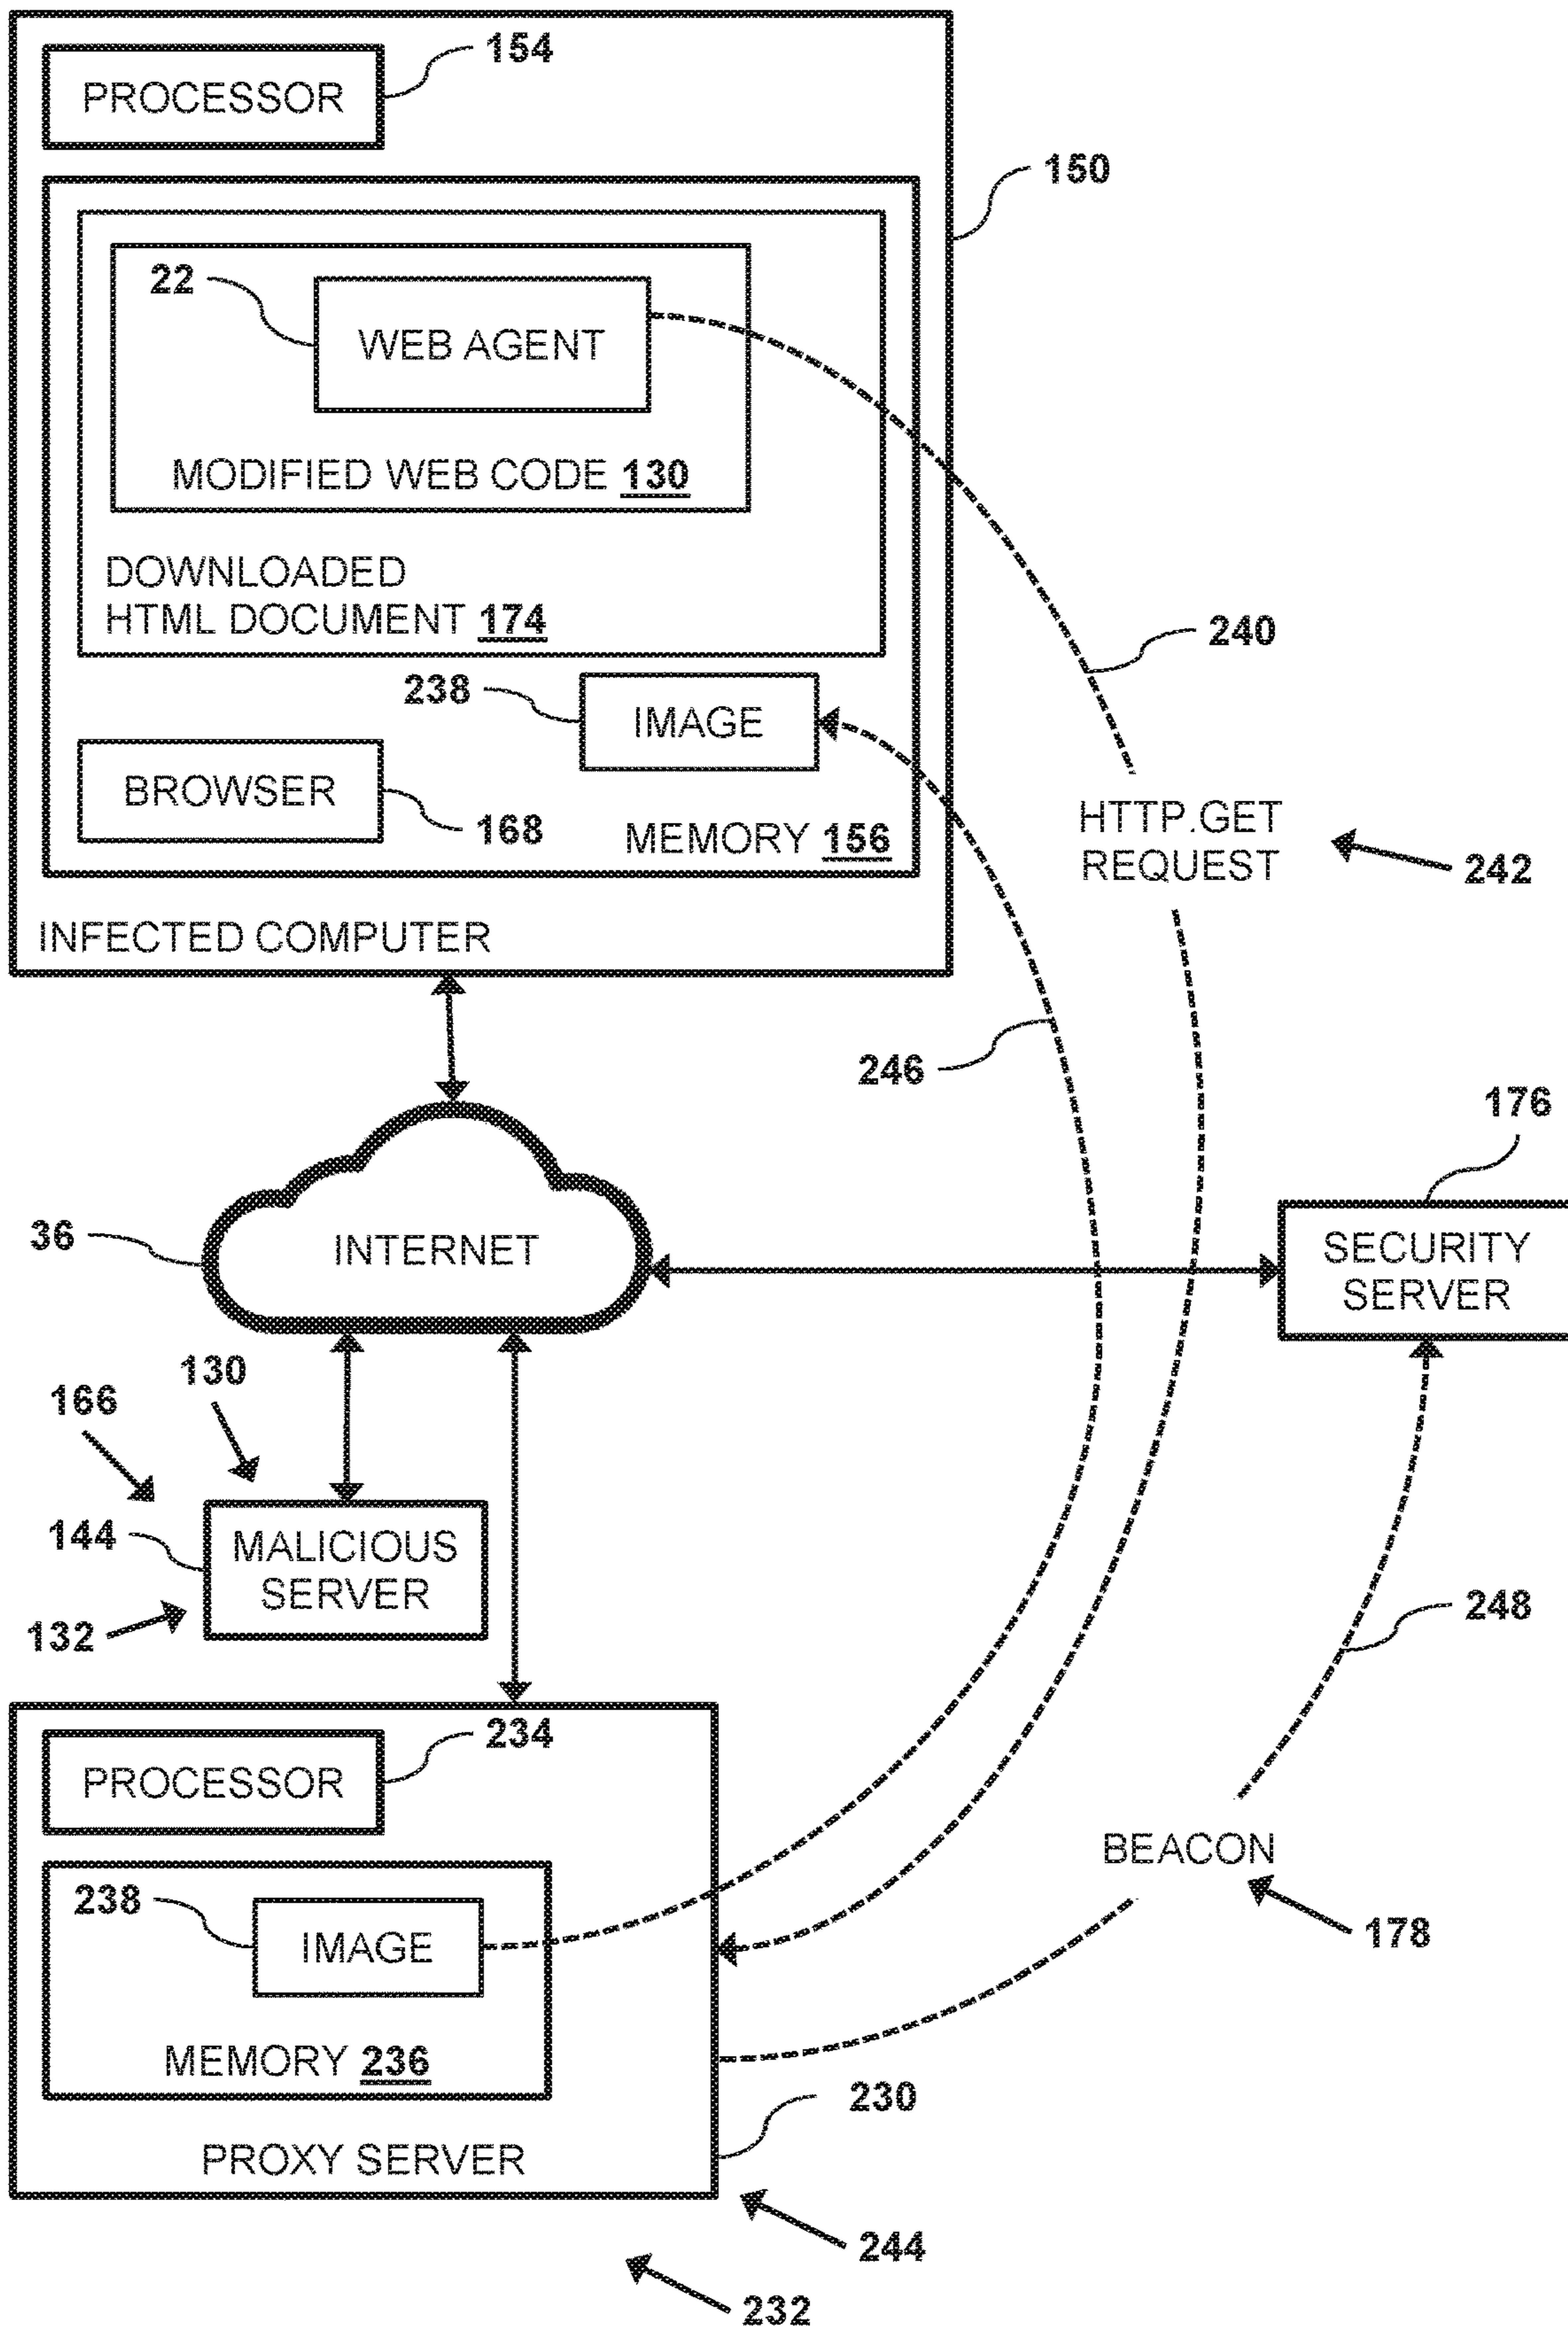 154
PROCESSOR
150
22
WEB AGENT
MODIFIED WEB CODE 130
DOWNLOADED
HTML DOCUMENT 174
240
238
IMAGE
BROWSER
168
MEMORY 156
HTTP.GET
REQUEST
242
INFECTED COMPUTER
246
176
36
INTERNET
SECURITY
SERVER
130
166
144
MALICIOUS
SERVER
132
248
234
PROCESSOR
BEACON
178
238
IMAGE
MEMORY 236
230
PROXY SERVER
244
232